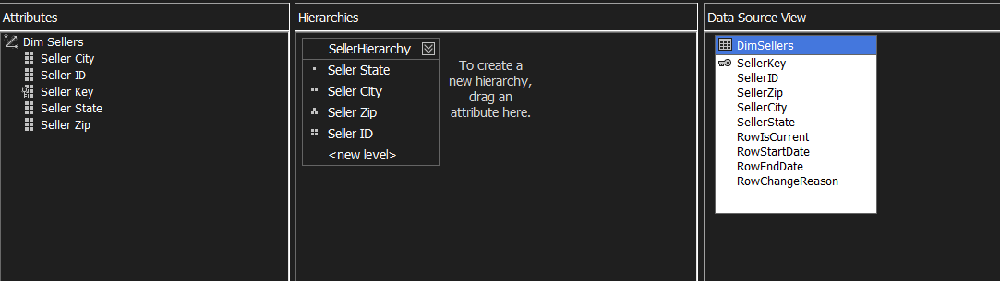 Attributes
Dim Sellers
Seller City
Seller ID
Seller Key
Seller State
Seller Zip
Hierarchies
SellerHierarchy
Seller State
Seller City
Seller Zip
Seller ID
<new level>
To create a
new hierarchy,
drag an
attribute here.
Data Source View
DimSellers
SellerKey
SellerID
SellerZip
SellerCity
SellerState
RowIsCurrent
RowStartDate
RowEndDate
RowChangeReason